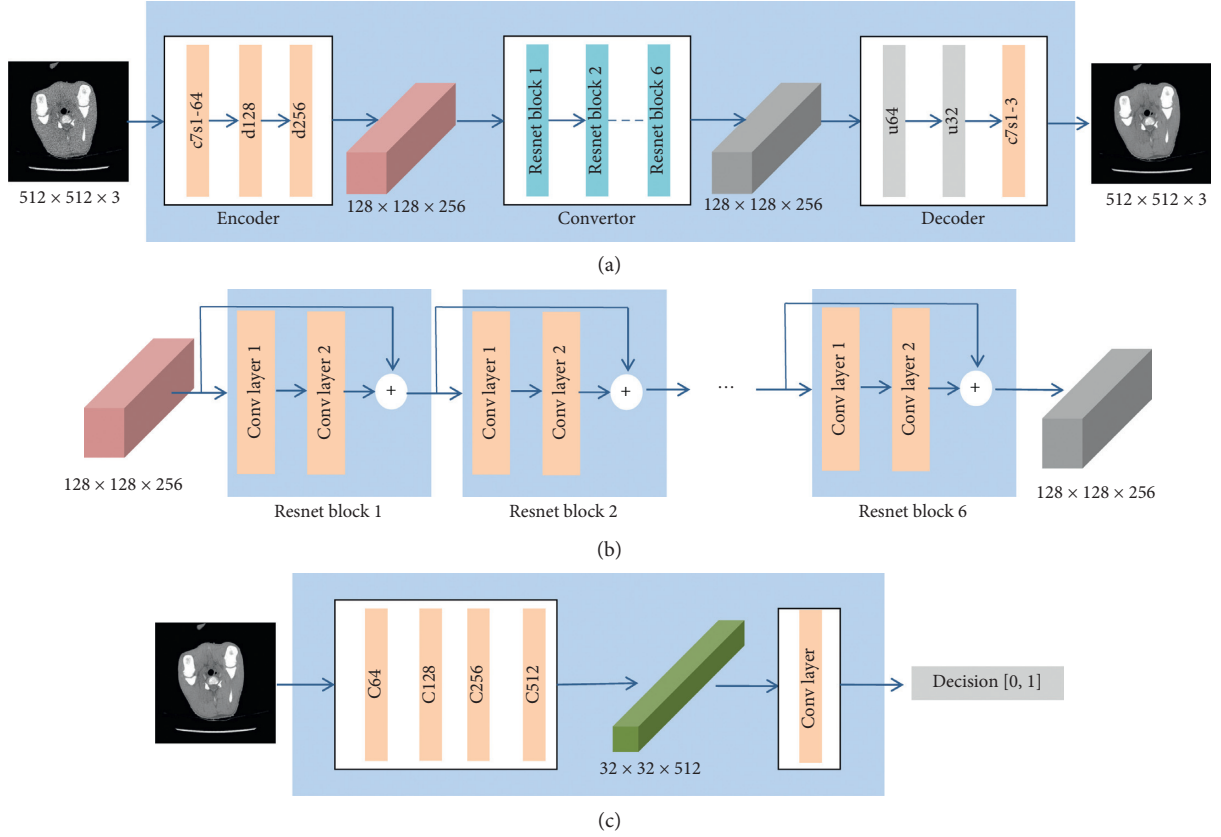 c7s1-64
d128
d256
Resnet block 1
Resnet block 2
Resnet block 6
u64
u32
c7s1-3
512 × 512 × 3
Encoder
128 × 128 × 256
Convertor
128 × 128 × 256
Decoder
512 × 512 × 3
(a)
Conv layer 1
Conv layer 2
+
Conv layer 1
Conv layer 2
+
...
Conv layer 1
Conv layer 2
+
128 × 128 × 256
128 × 128 × 256
Resnet block 1
Resnet block 2
Resnet block 6
(b)
C64
C128
C256
C512
Conv layer
Decision [0, 1]
32 × 32 × 512
(c)